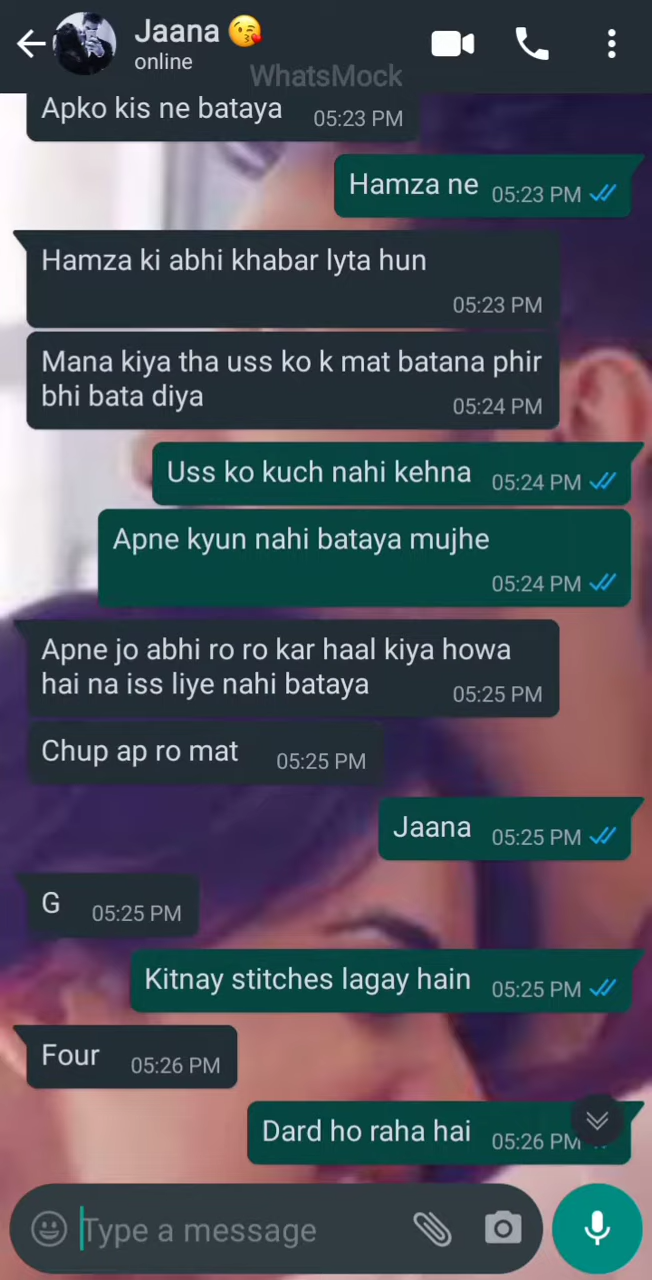 Jaana 😘
online
WhatsMock
Apko kis ne bataya 05:23 PM
Hamza ne 05:23 PM
Hamza ki abhi khabar lyta hun
05:23 PM
Mana kiya tha uss ko k mat batana phir
bhi bata diya 05:24 PM
Uss ko kuch nahi kehna 05:24 PM
Apne kyun nahi bataya mujhe
05:24 PM
Apne jo abhi ro ro kar haal kiya howa
hai na iss liye nahi bataya 05:25 PM
Chup ap ro mat 05:25 PM
Jaana 05:25 PM
G 05:25 PM
Kitnay stitches lagay hain 05:25 PM
Four 05:26 PM
Dard ho raha hai 05:26 PM
Type a message